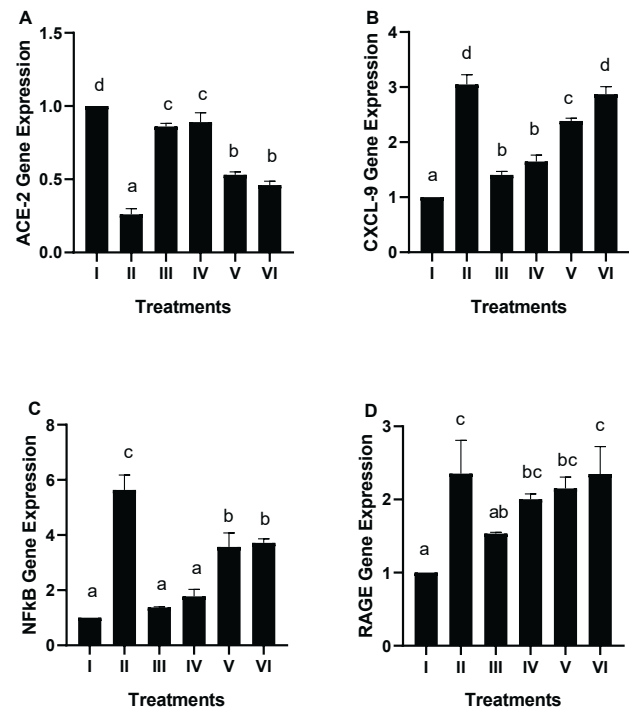 A
ACE-2 Gene Expression
1.5
1.0
0.5
0.0
d
a
c
c
b
b
I II III IV V VI
Treatments
B
CXCL-9 Gene Expression
4
3
2
1
0
a
d
b
b
c
d
I II III IV V VI
Treatments
C
NFkB Gene Expression
8
6
4
2
0
a
c
a
a
b
b
I II III IV V VI
Treatments
D
RAGE Gene Expression
3
2
1
0
a
c
ab
bc
bc
c
I II III IV V VI
Treatments